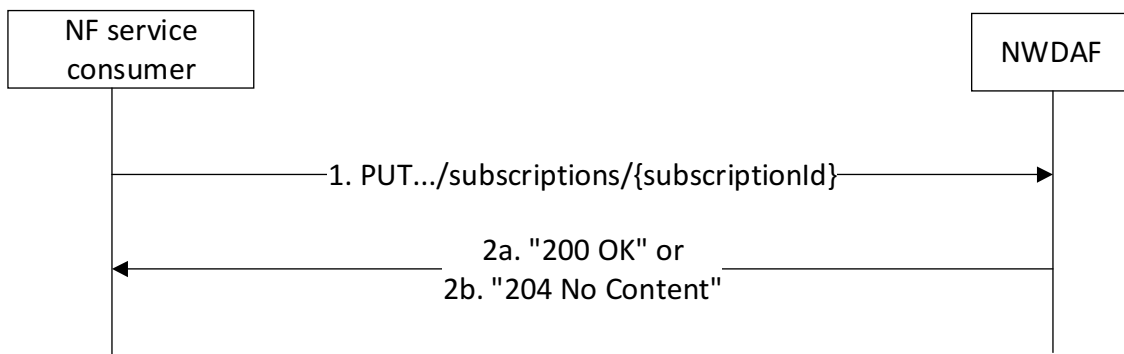 NF service
consumer
NWDAF
1. PUT.../subscriptions/{subscriptionId}
2a. "200 OK" or
2b. "204 No Content"